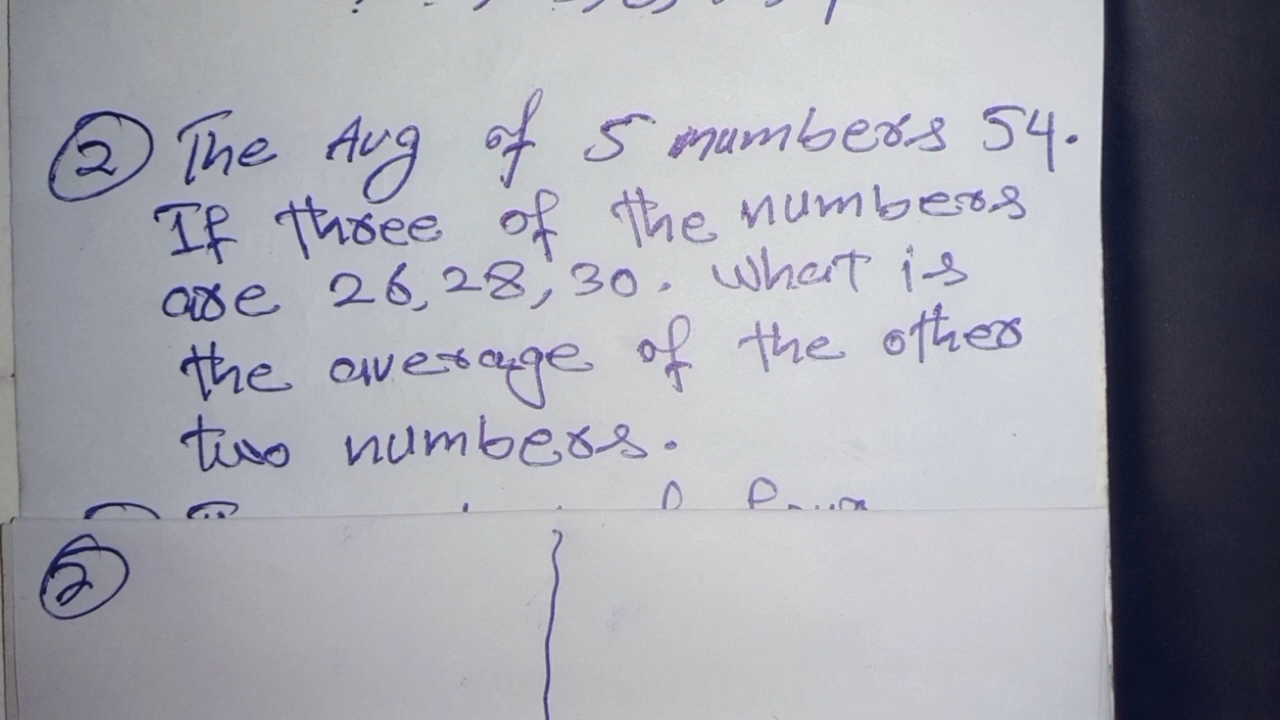 ② The Avg of 5 numbers 54.
If three of the numbers
are 26, 28, 30. What is
the average of the other
two numbers.
②